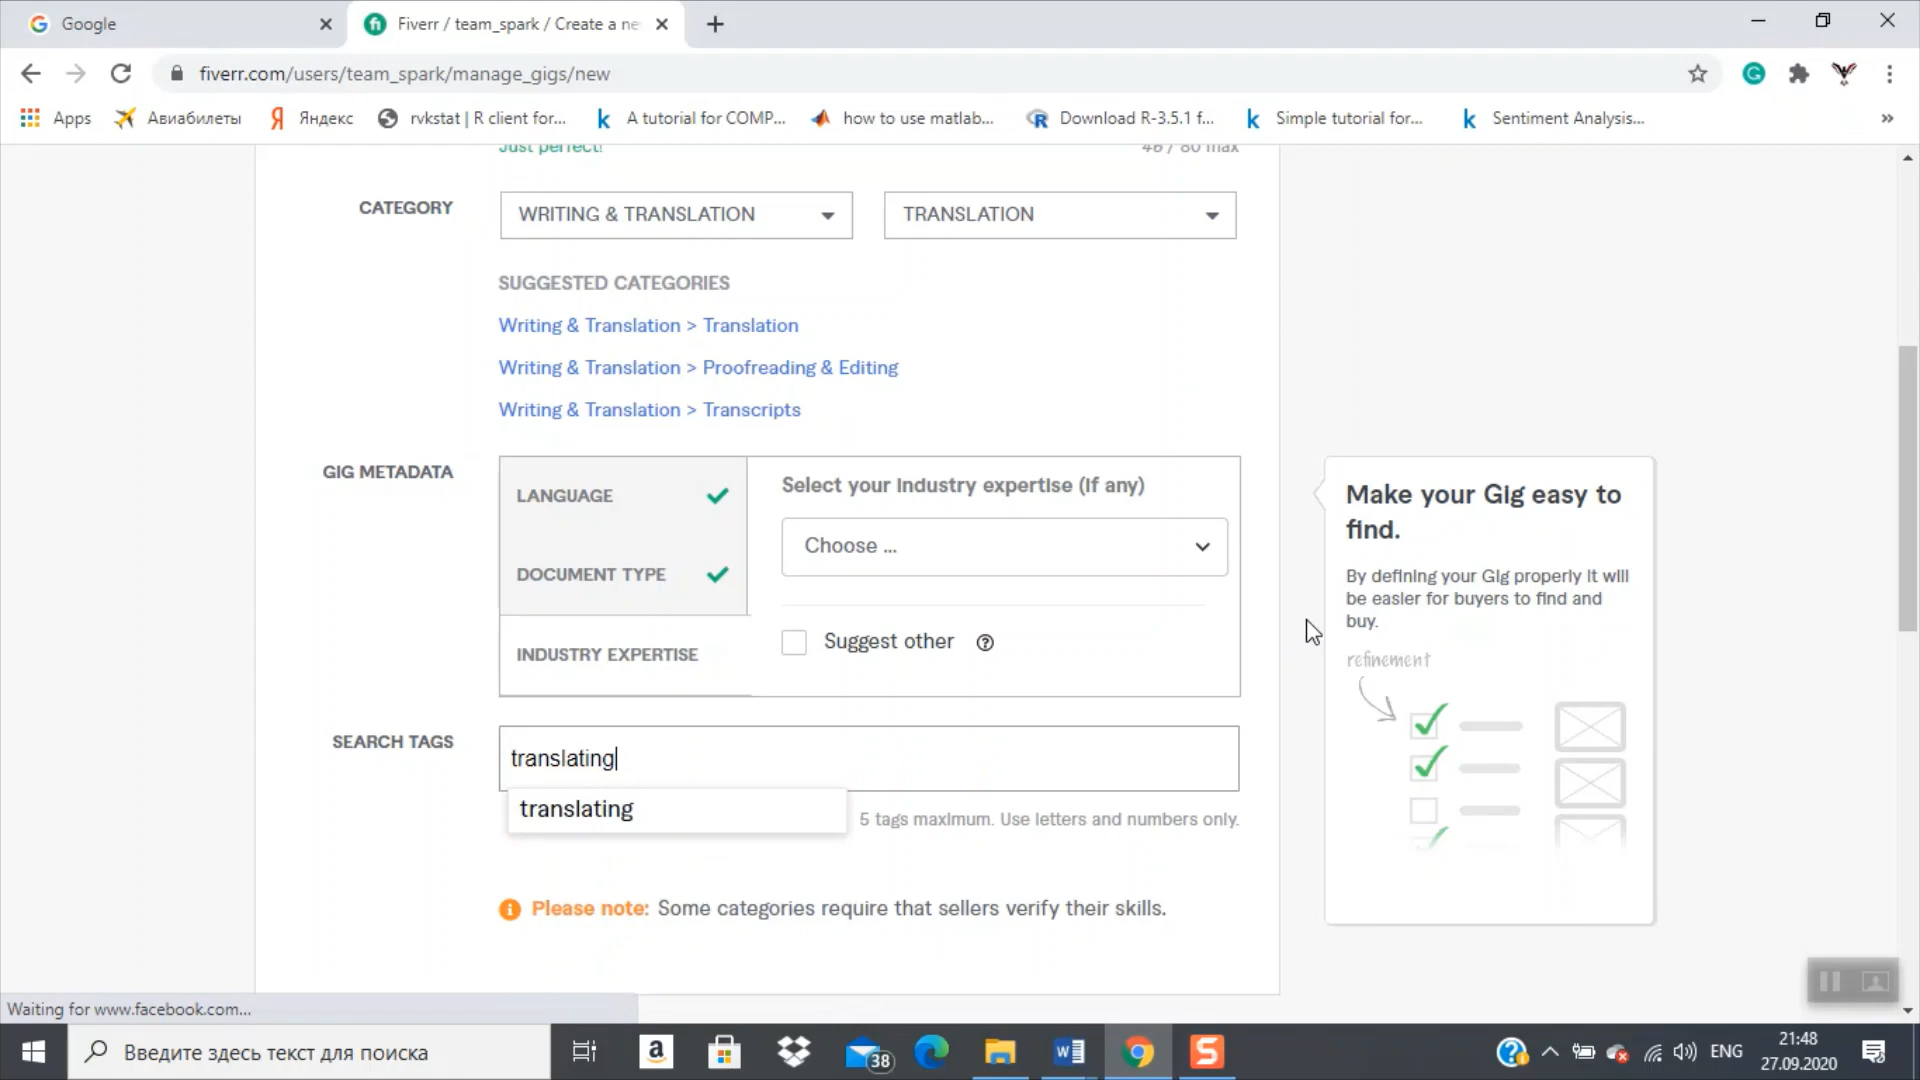 Google
Fiverr / team_spark / Create a ne
fiverr.com/users/team_spark/manage_gigs/new
Apps
Авиабилеты
Яндекс
rvkstat | R client for...
A tutorial for COMP...
how to use matlab...
Download R-3.5.1 f...
Simple tutorial for...
Sentiment Analysis...
»
Just perfect!
46 / 80 max
CATEGORY
WRITING & TRANSLATION
TRANSLATION
SUGGESTED CATEGORIES
Writing & Translation > Translation
Writing & Translation > Proofreading & Editing
Writing & Translation > Transcripts
GIG METADATA
LANGUAGE
Select your industry expertise (if any)
Choose ...
DOCUMENT TYPE
Suggest other
INDUSTRY EXPERTISE
Make your Gig easy to
find.
By defining your Gig properly it will
be easier for buyers to find and
buy.
refinement
SEARCH TAGS
translating
translating
5 tags maximum. Use letters and numbers only.
Please note: Some categories require that sellers verify their skills.
Waiting for www.facebook.com...
Введите здесь текст для поиска
38
ENG
21:48
27.09.2020